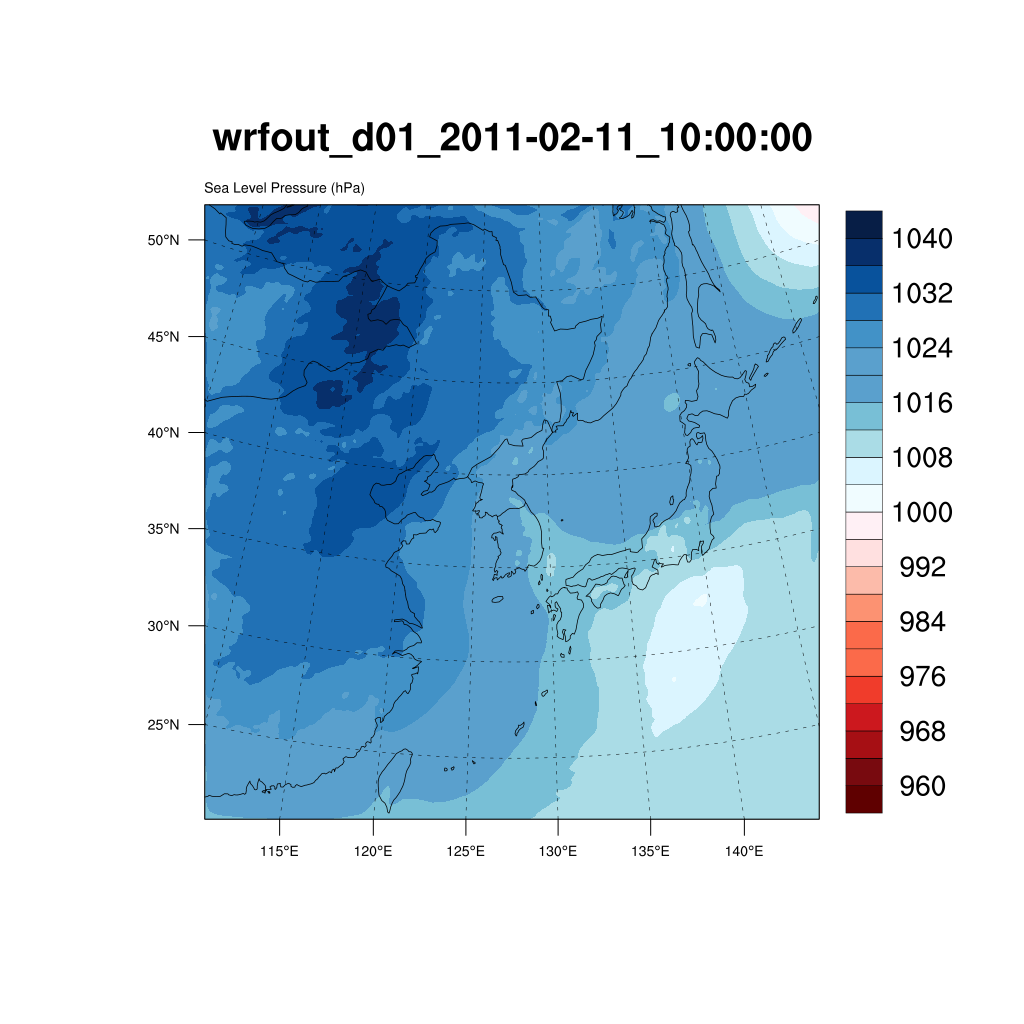 wrfout_d01_2011-02-11_10:00:00
Sea Level Pressure (hPa)
50°N
45°N
40°N
35°N
30°N
25°N
115°E
120°E
125°E
130°E
135°E
140°E
1040
1032
1024
1016
1008
1000
992
984
976
968
960